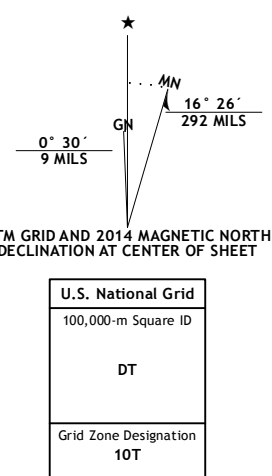 ★
MN
GN
16° 26´
292 MILS
0° 30´
9 MILS
TM GRID AND 2014 MAGNETIC NORTH
DECLINATION AT CENTER OF SHEET
U.S. National Grid
100,000-m Square ID
DT
Grid Zone Designation
10T